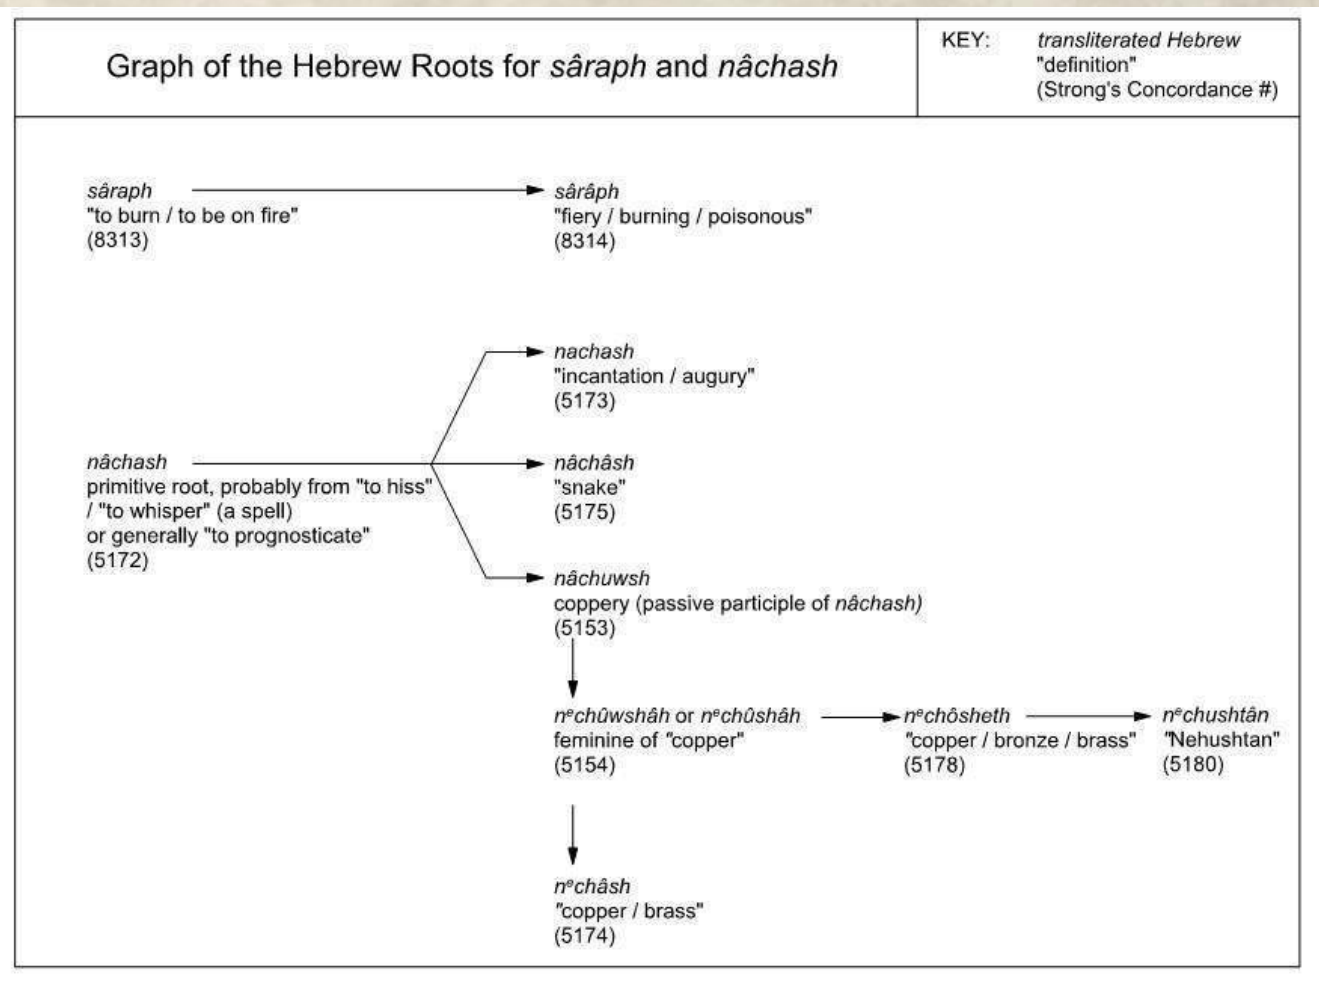 Graph of the Hebrew Roots for sâraph and nâchash
KEY: transliterated Hebrew
"definition"
(Strong's Concordance #)
sâraph
"to burn / to be on fire"
(8313)
sârâph
"fiery / burning / poisonous"
(8314)
nachash
"incantation / augury"
(5173)
nâchash
primitive root, probably from "to hiss"
/ "to whisper" (a spell)
or generally "to prognosticate"
(5172)
nâchâsh
"snake"
(5175)
nâchuwsh
coppery (passive participle of nâchash)
(5153)
nᵉchûwshâh or nᵉchûshâh
feminine of "copper"
(5154)
nᵉchôsheth
"copper / bronze / brass"
(5178)
nᵉchushtân
"Nehushtan"
(5180)
nᵉchâsh
"copper / brass"
(5174)